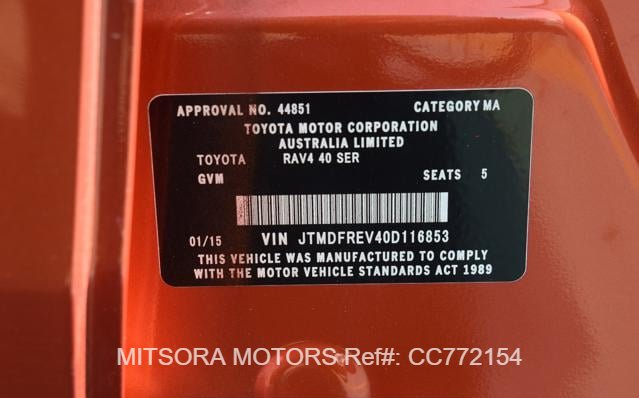 APPROVAL NO. 44851 CATEGORY MA
TOYOTA MOTOR CORPORATION
AUSTRALIA LIMITED
TOYOTA RAV4 40 SER
GVM SEATS 5
01/15 VIN JTMDFREV40D116853
THIS VEHICLE WAS MANUFACTURED TO COMPLY
WITH THE MOTOR VEHICLE STANDARDS ACT 1989
MITSORA MOTORS Ref#: CC772154